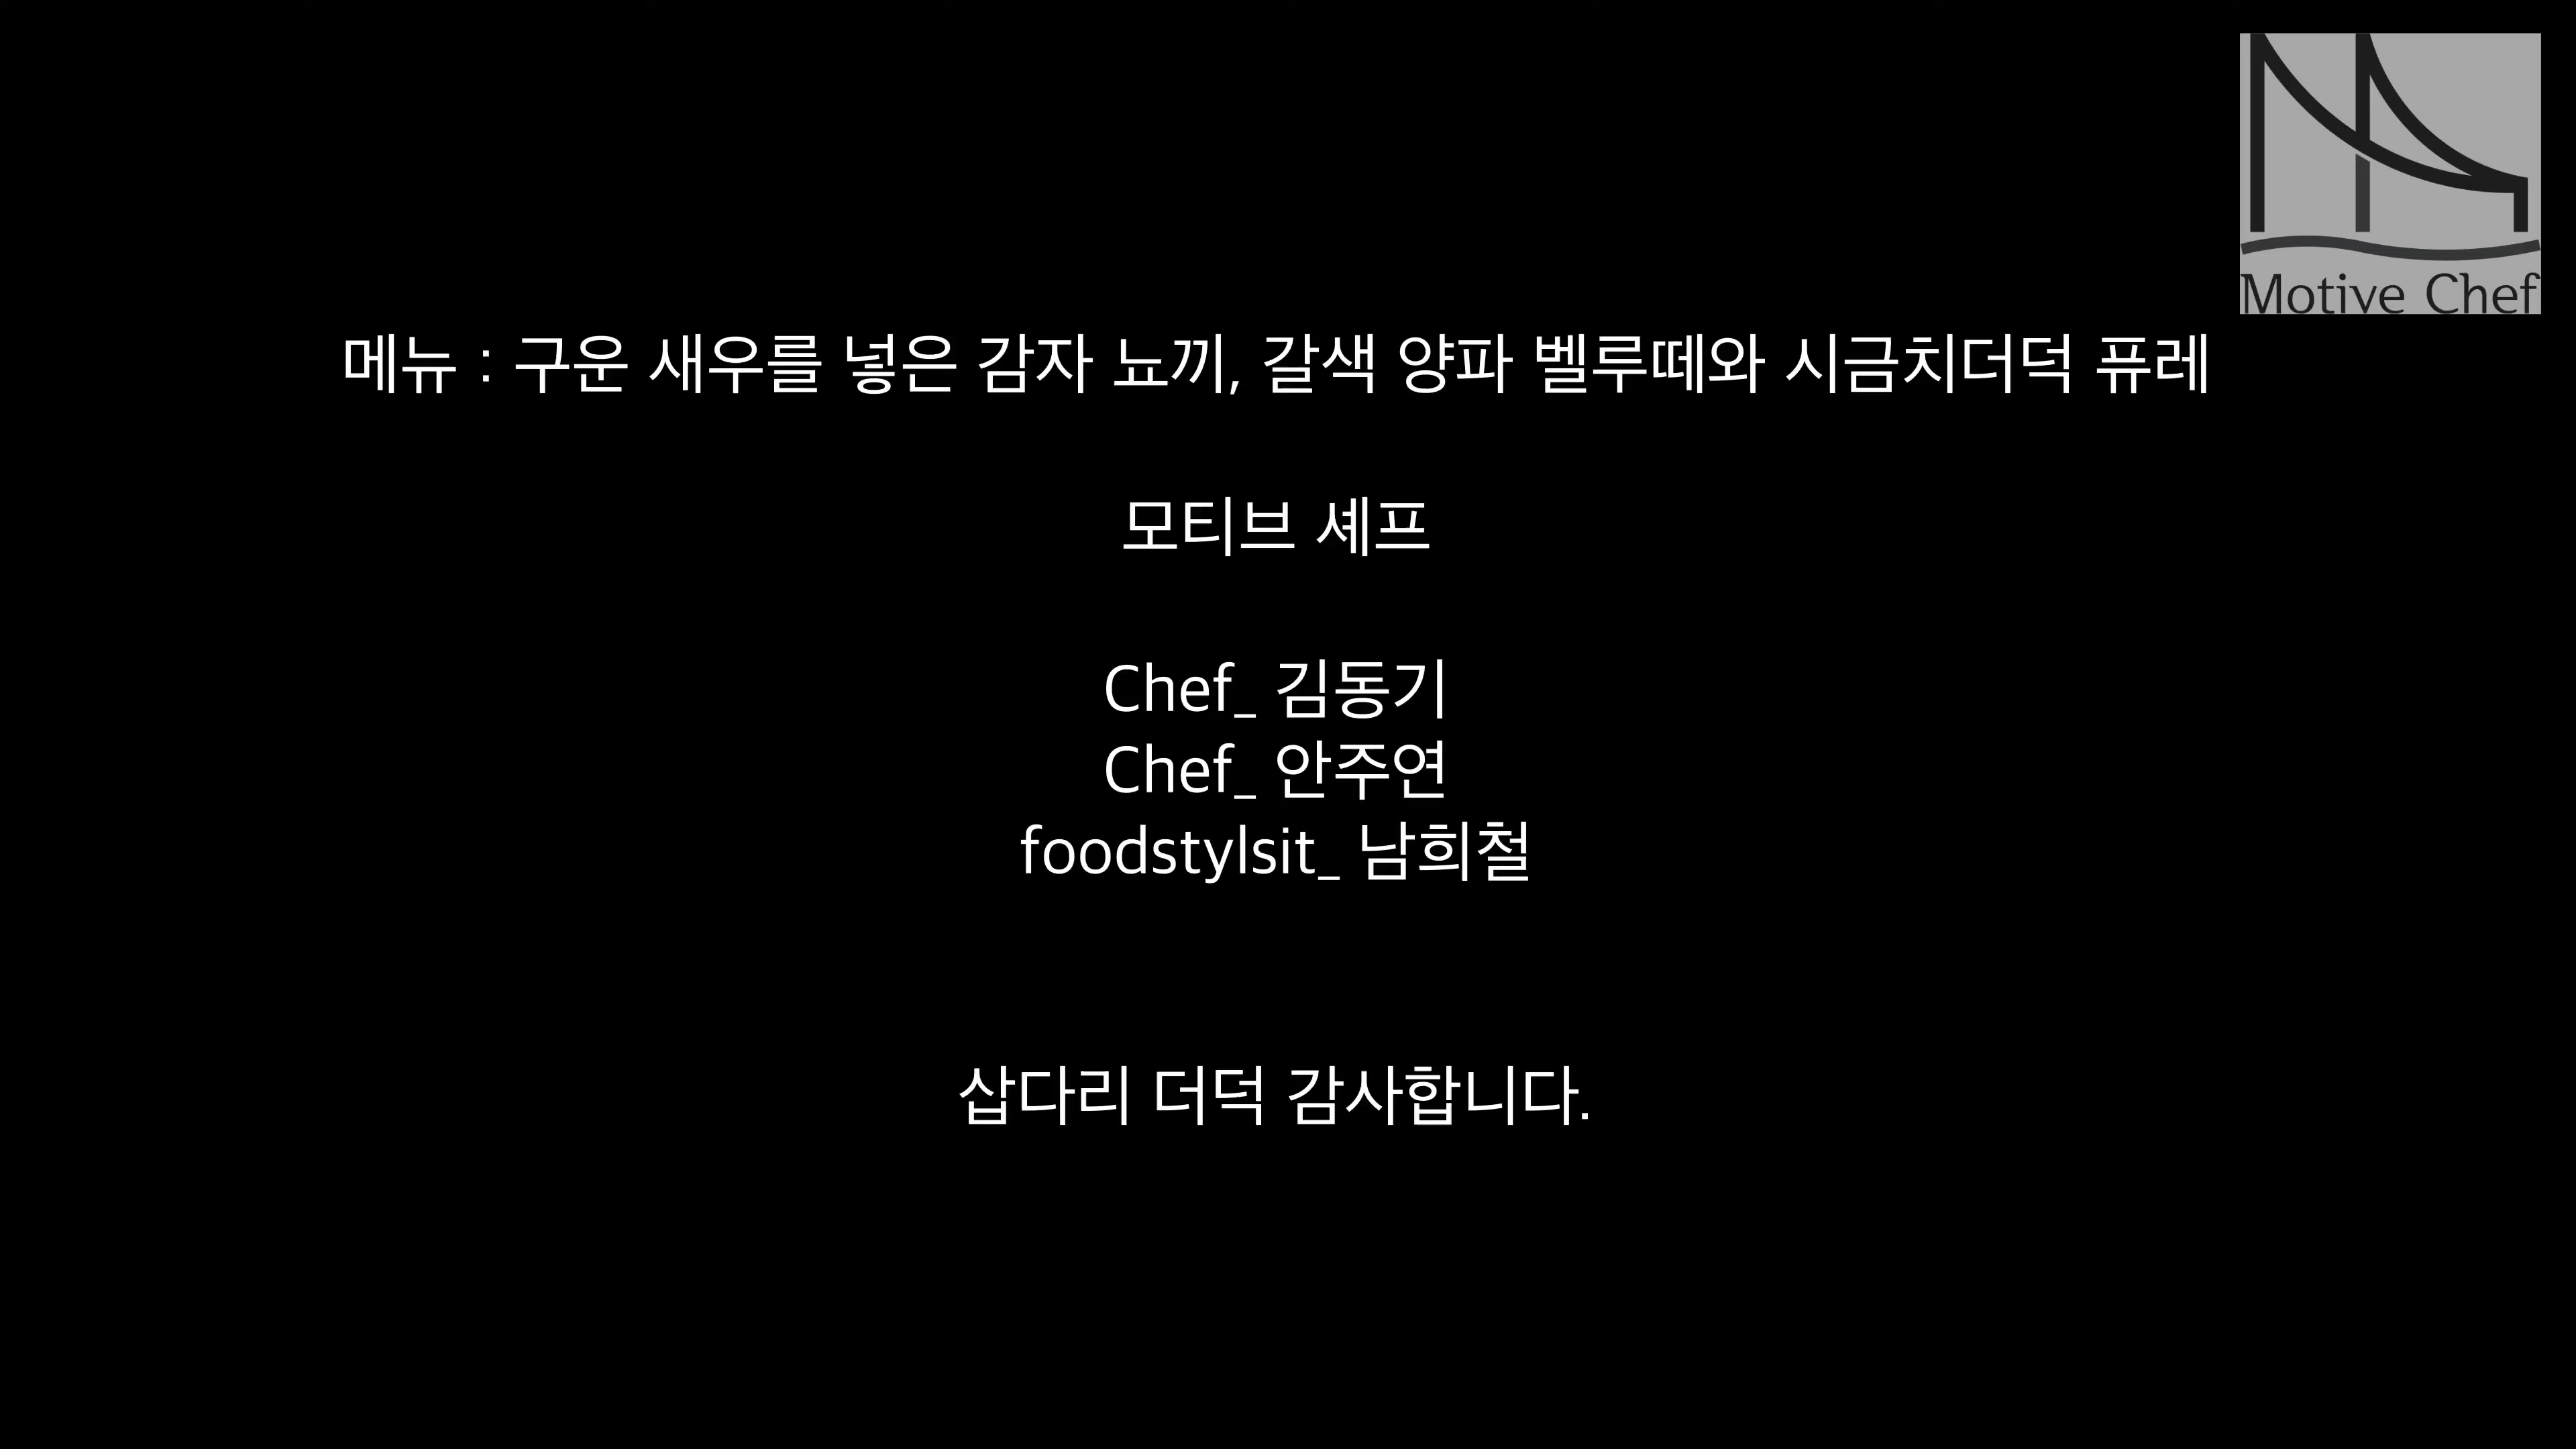 Motive Chef
메뉴 : 구운 새우를 넣은 감자 뇨끼, 갈색 양파 벨루떼와 시금치더덕 퓨레
모티브 셰프
Chef_ 김동기
Chef_ 안주연
foodstylsit_ 남희철
삽다리 더덕 감사합니다.